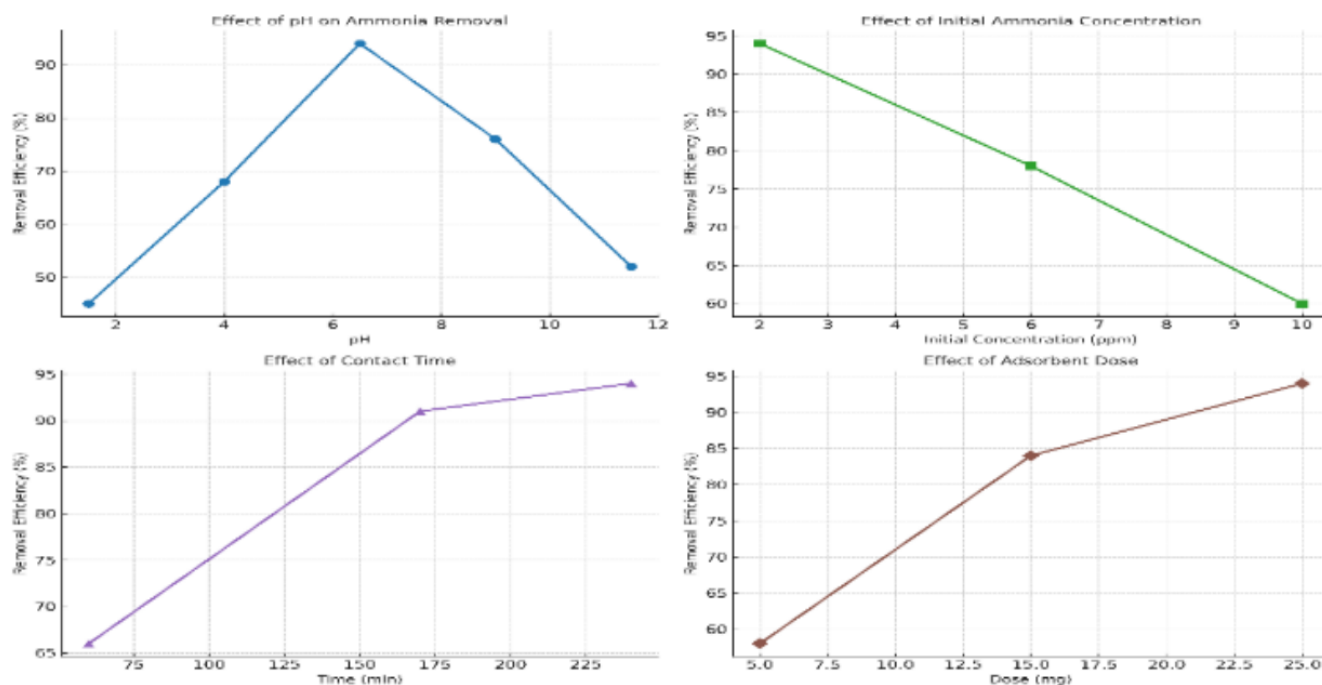 Effect of pH on Ammonia Removal
Removal Efficiency (%)
90
80
70
60
50
2 4 6 8 10 12
pH
Effect of Initial Ammonia Concentration
Removal Efficiency (%)
95
90
85
80
75
70
65
60
2 3 4 5 6 7 8 9 10
Initial Concentration (ppm)
Effect of Contact Time
Removal Efficiency (%)
95
90
85
80
75
70
65
75 100 125 150 175 200 225
Time (min)
Effect of Adsorbent Dose
Removal Efficiency (%)
95
90
85
80
75
70
65
60
5.0 7.5 10.0 12.5 15.0 17.5 20.0 22.5 25.0
Dose (mg)